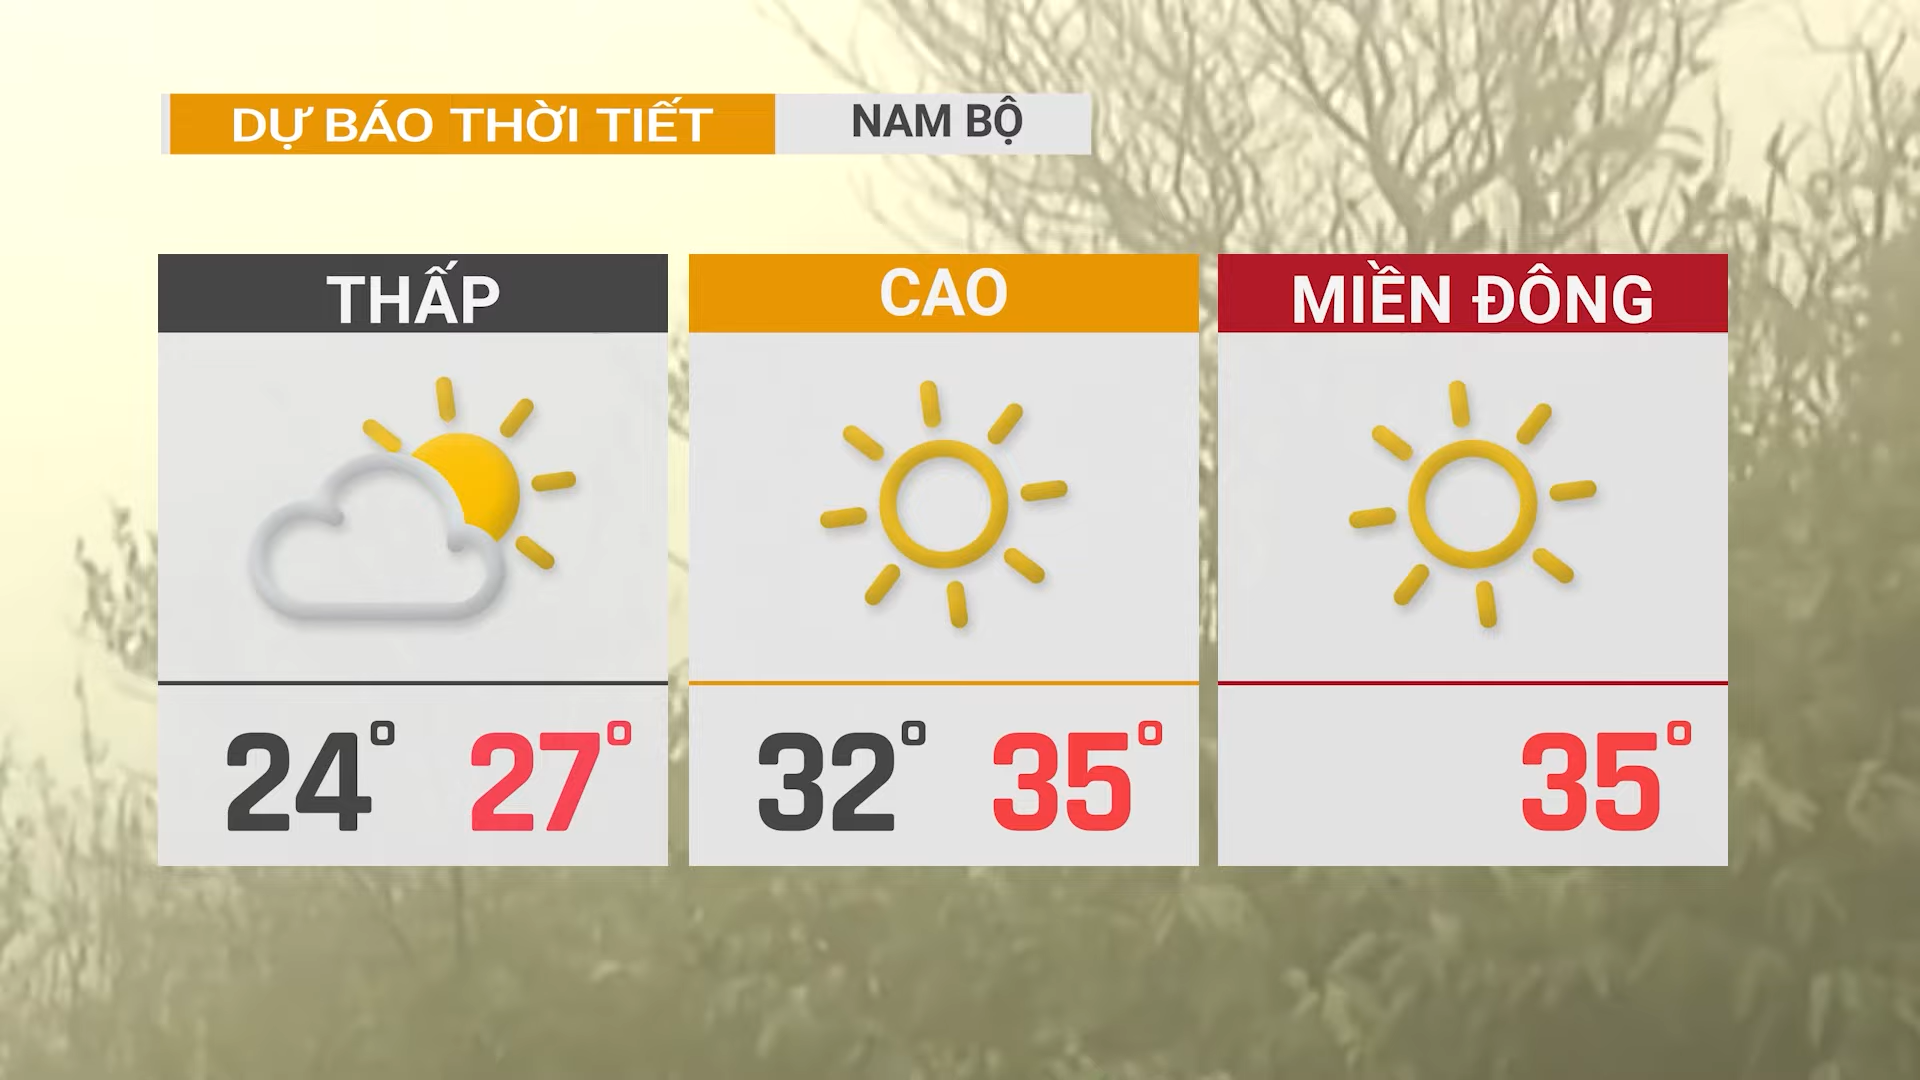 DỰ BÁO THỜI TIẾT
NAM BỘ
THẤP
24° 27°
CAO
32° 35°
MIỀN ĐÔNG
35°